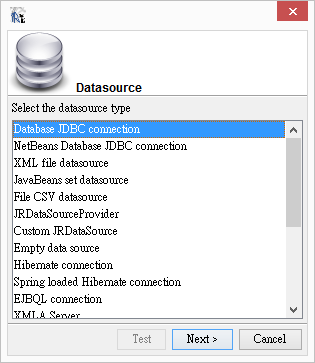 Datasource
Select the datasource type
Database JDBC connection
NetBeans Database JDBC connection
XML file datasource
JavaBeans set datasource
File CSV datasource
JRDataSourceProvider
Custom JRDataSource
Empty data source
Hibernate connection
Spring loaded Hibernate connection
EJBQL connection
XMLA Server
Test
Next >
Cancel